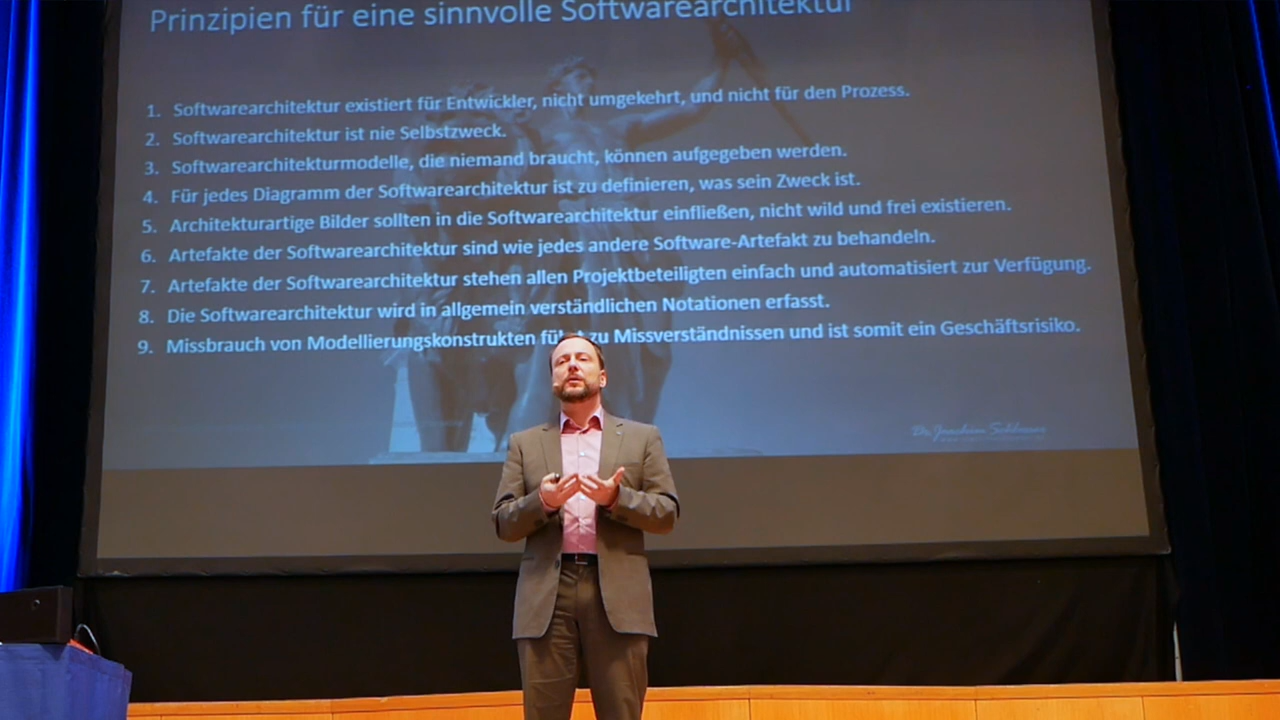 Prinzipien für eine sinnvolle Softwarearchitektur
1. Softwarearchitektur existiert für Entwickler, nicht umgekehrt, und nicht für den Prozess.
2. Softwarearchitektur ist nie Selbstzweck.
3. Softwarearchitekturmodelle, die niemand braucht, können aufgegeben werden.
4. Für jedes Diagramm der Softwarearchitektur ist zu definieren, was sein Zweck ist.
5. Architekturartige Bilder sollten in die Softwarearchitektur einfließen, nicht wild und frei existieren.
6. Artefakte der Softwarearchitektur sind wie jedes andere Software-Artefakt zu behandeln.
7. Artefakte der Softwarearchitektur stehen allen Projektbeteiligten einfach und automatisiert zur Verfügung.
8. Die Softwarearchitektur wird in allgemein verständlichen Notationen erfasst.
9. Missbrauch von Modellierungskonstrukten führt zu Missverständnissen und ist somit ein Geschäftsrisiko.
Dr. Joachim